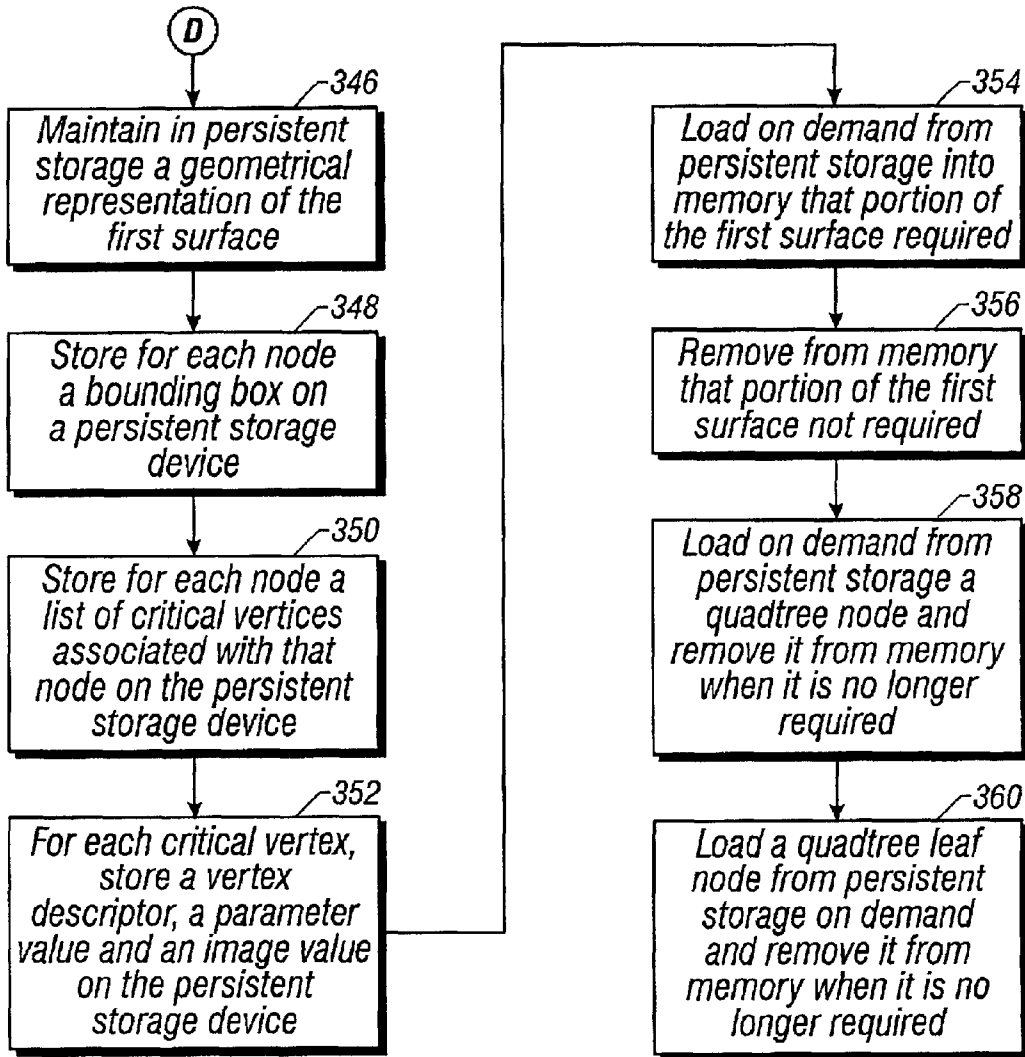 D
346
Maintain in persistent
storage a geometrical
representation of the
first surface
348
Store for each node
a bounding box on
a persistent storage
device
350
Store for each node a
list of critical vertices
associated with that
node on the persistent
storage device
352
For each critical vertex,
store a vertex
descriptor, a parameter
value and an image value
on the persistent
storage device
354
Load on demand from
persistent storage into
memory that portion of
the first surface required
356
Remove from memory
that portion of the first
surface not required
358
Load on demand from
persistent storage a
quadtree node and
remove it from memory
when it is no longer
required
360
Load a quadtree leaf
node from persistent
storage on demand
and remove it from
memory when it is no
longer required